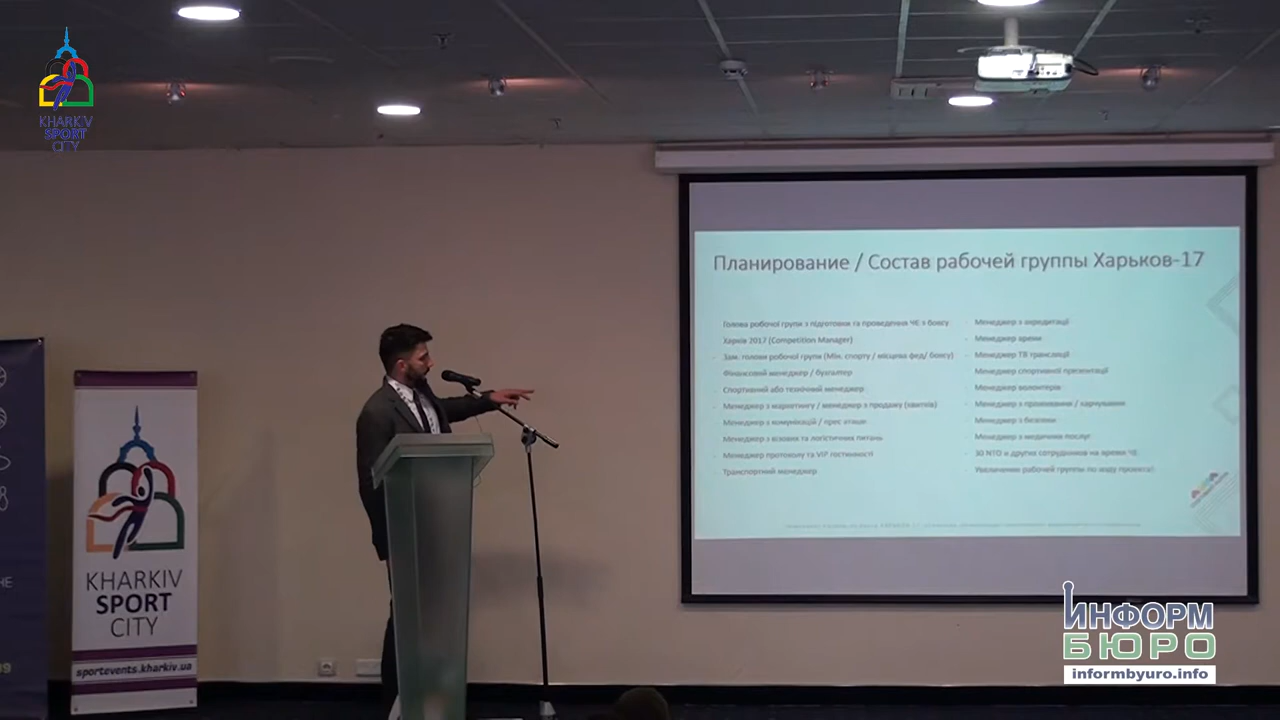 KHARKIV
SPORT
CITY
Планирование / Состав рабочей группы Харьков-17
Голова робочої групи з підготовки та проведення ЧЄ з боксу
Харків 2017 (Competition Manager)
Зам. голови робочої групи (Мін. спорту / місцева фед/ боксу)
Фінансовий менеджер / бухгалтер
Спортивний або технічний менеджер
Менеджер з маркетингу / менеджер з продажу (квитків)
Менеджер з комунікацій / прес аташе
Менеджер з візових та логістичних питань
Менеджер протоколу та VIP гостинності
Транспортний менеджер
Менеджер з акредитації
Менеджер арени
Менеджер ТВ трансляції
Менеджер спортивної презентації
Менеджер волонтерів
Менеджер з проживання / харчування
Менеджер з безпеки
Менеджер з медичних послуг
30 NTO и других сотрудников на время ЧЕ
Увеличение рабочей группы по ходу проекта!
KHARKIV
SPORT
CITY
sportevents.kharkiv.ua
НЕ
ИНФОРМ
БЮРО
informbyuro.info